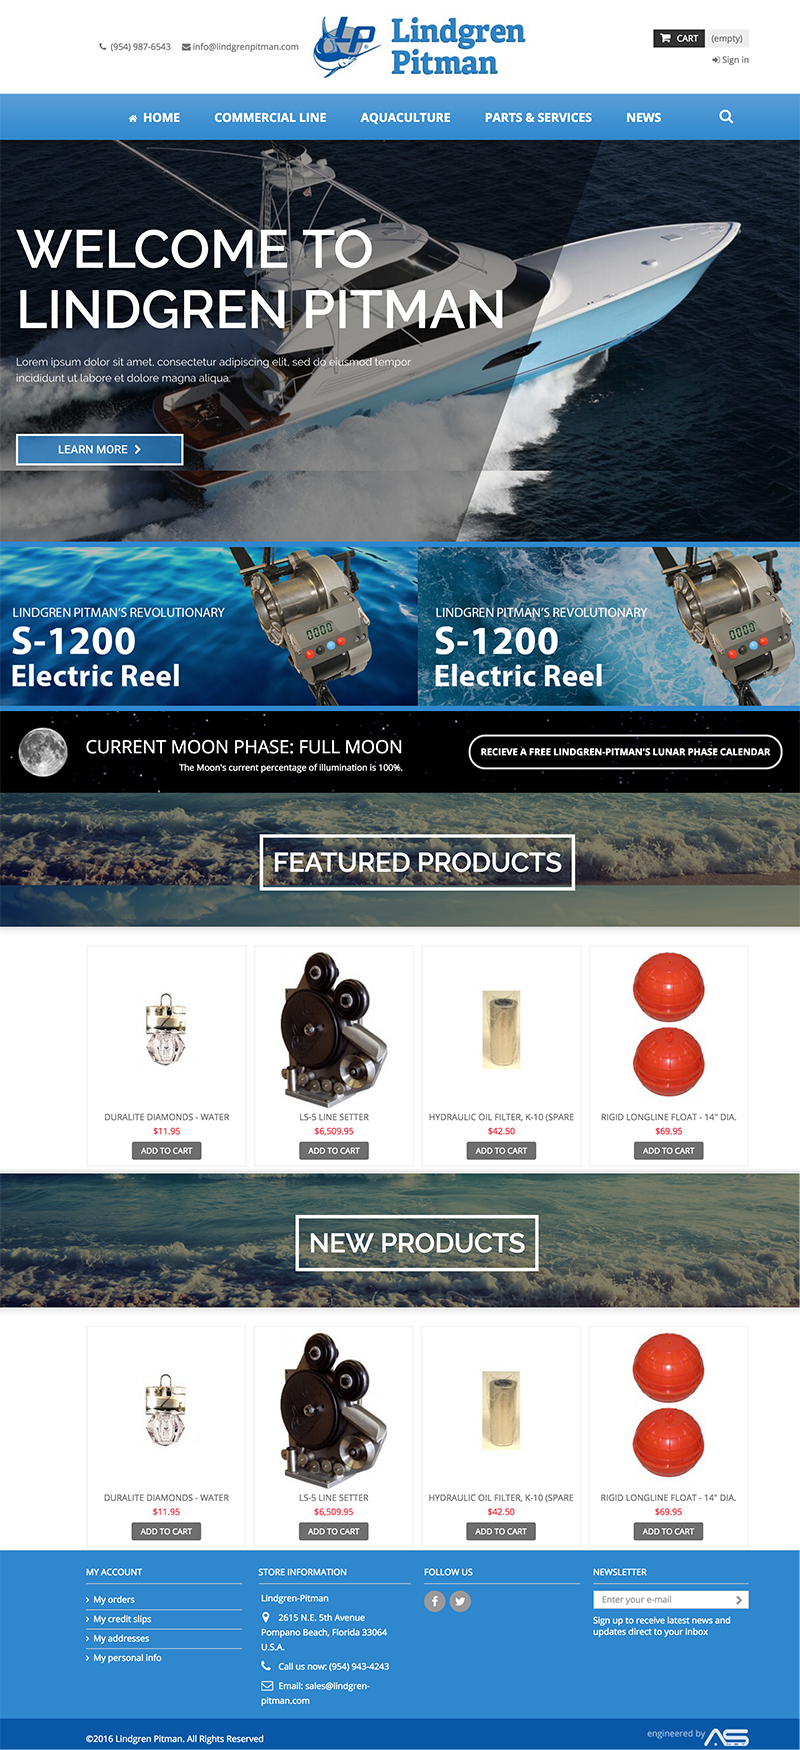 (954) 987-6543 info@lindgrenpitman.com
LP
Lindgren
Pitman
CART (empty)
Sign in
HOME COMMERCIAL LINE AQUACULTURE PARTS & SERVICES NEWS
WELCOME TO
LINDGREN PITMAN
Lorem ipsum dolor sit amet, consectetur adipiscing elit, sed do eiusmod tempor
incididunt ut labore et dolore magna aliqua.
LEARN MORE
LINDGREN PITMAN'S REVOLUTIONARY
S-1200
Electric Reel
0000
LINDGREN PITMAN'S REVOLUTIONARY
S-1200
Electric Reel
0000
CURRENT MOON PHASE: FULL MOON
The Moon's current percentage of illumination is 100%.
RECIEVE A FREE LINDGREN-PITMAN'S LUNAR PHASE CALENDAR
FEATURED PRODUCTS
DURALITE DIAMONDS - WATER
$11.95
ADD TO CART
LS-5 LINE SETTER
$6,509.95
ADD TO CART
HYDRAULIC OIL FILTER, K-10 (SPARE
$42.50
ADD TO CART
RIGID LONGLINE FLOAT - 14" DIA.
$69.95
ADD TO CART
NEW PRODUCTS
DURALITE DIAMONDS - WATER
$11.95
ADD TO CART
LS-5 LINE SETTER
$6,509.95
ADD TO CART
HYDRAULIC OIL FILTER, K-10 (SPARE
$42.50
ADD TO CART
RIGID LONGLINE FLOAT - 14" DIA.
$69.95
ADD TO CART
MY ACCOUNT
My orders
My credit slips
My addresses
My personal info
STORE INFORMATION
Lindgren-Pitman
2615 N.E. 5th Avenue
Pompano Beach, Florida 33064
U.S.A.
Call us now: (954) 943-4243
Email: sales@lindgren-
pitman.com
FOLLOW US
NEWSLETTER
Enter your e-mail
Sign up to receive latest news and
updates direct to your inbox
©2016 Lindgren Pitman. All Rights Reserved
engineered by AS